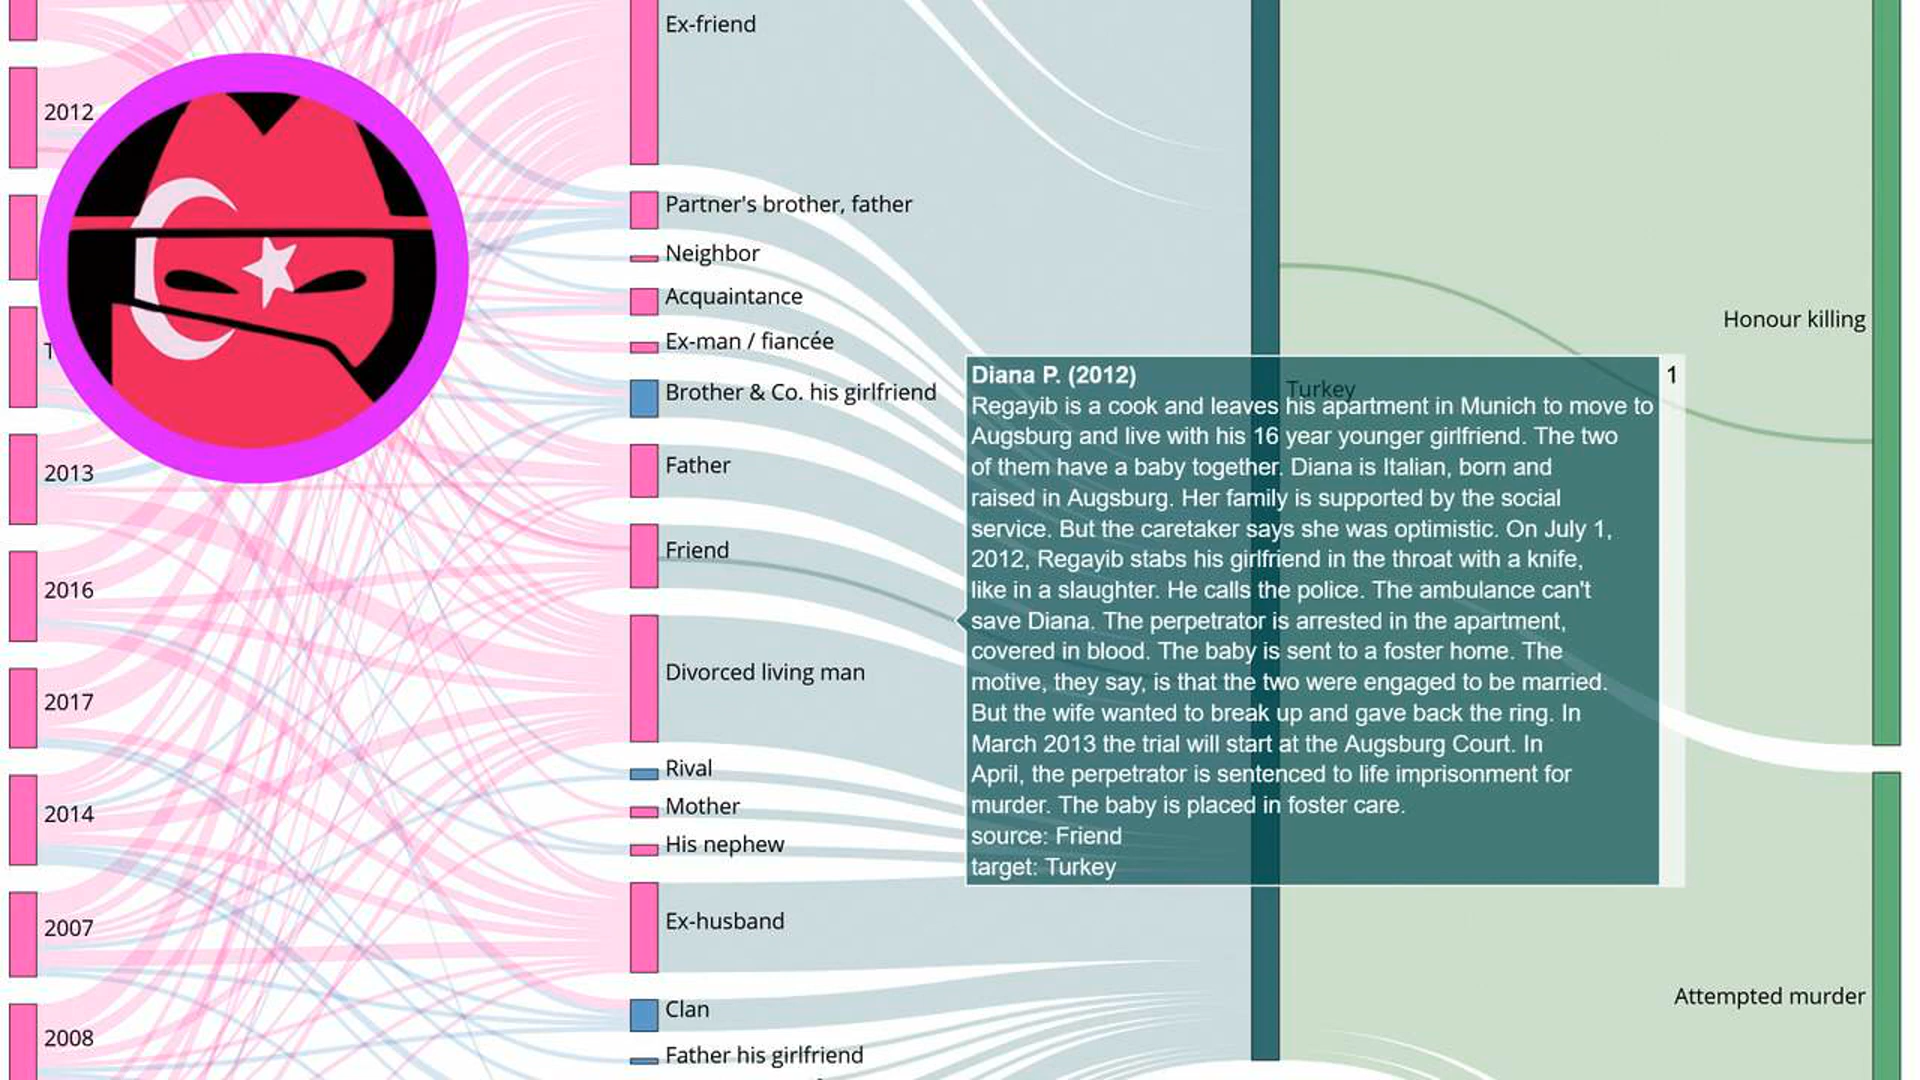 2012
T
2013
2016
2017
2014
2007
2008
Ex-friend
Partner's brother, father
Neighbor
Acquaintance
Ex-man / fiancée
Brother & Co. his girlfriend
Father
Friend
Divorced living man
Rival
Mother
His nephew
Ex-husband
Clan
Father his girlfriend
Turkey
Diana P. (2012)
1
Regayib is a cook and leaves his apartment in Munich to move to
Augsburg and live with his 16 year younger girlfriend. The two
of them have a baby together. Diana is Italian, born and
raised in Augsburg. Her family is supported by the social
service. But the caretaker says she was optimistic. On July 1,
2012, Regayib stabs his girlfriend in the throat with a knife,
like in a slaughter. He calls the police. The ambulance can't
save Diana. The perpetrator is arrested in the apartment,
covered in blood. The baby is sent to a foster home. The
motive, they say, is that the two were engaged to be married.
But the wife wanted to break up and gave back the ring. In
March 2013 the trial will start at the Augsburg Court. In
April, the perpetrator is sentenced to life imprisonment for
murder. The baby is placed in foster care.
source: Friend
target: Turkey
Honour killing
Attempted murder